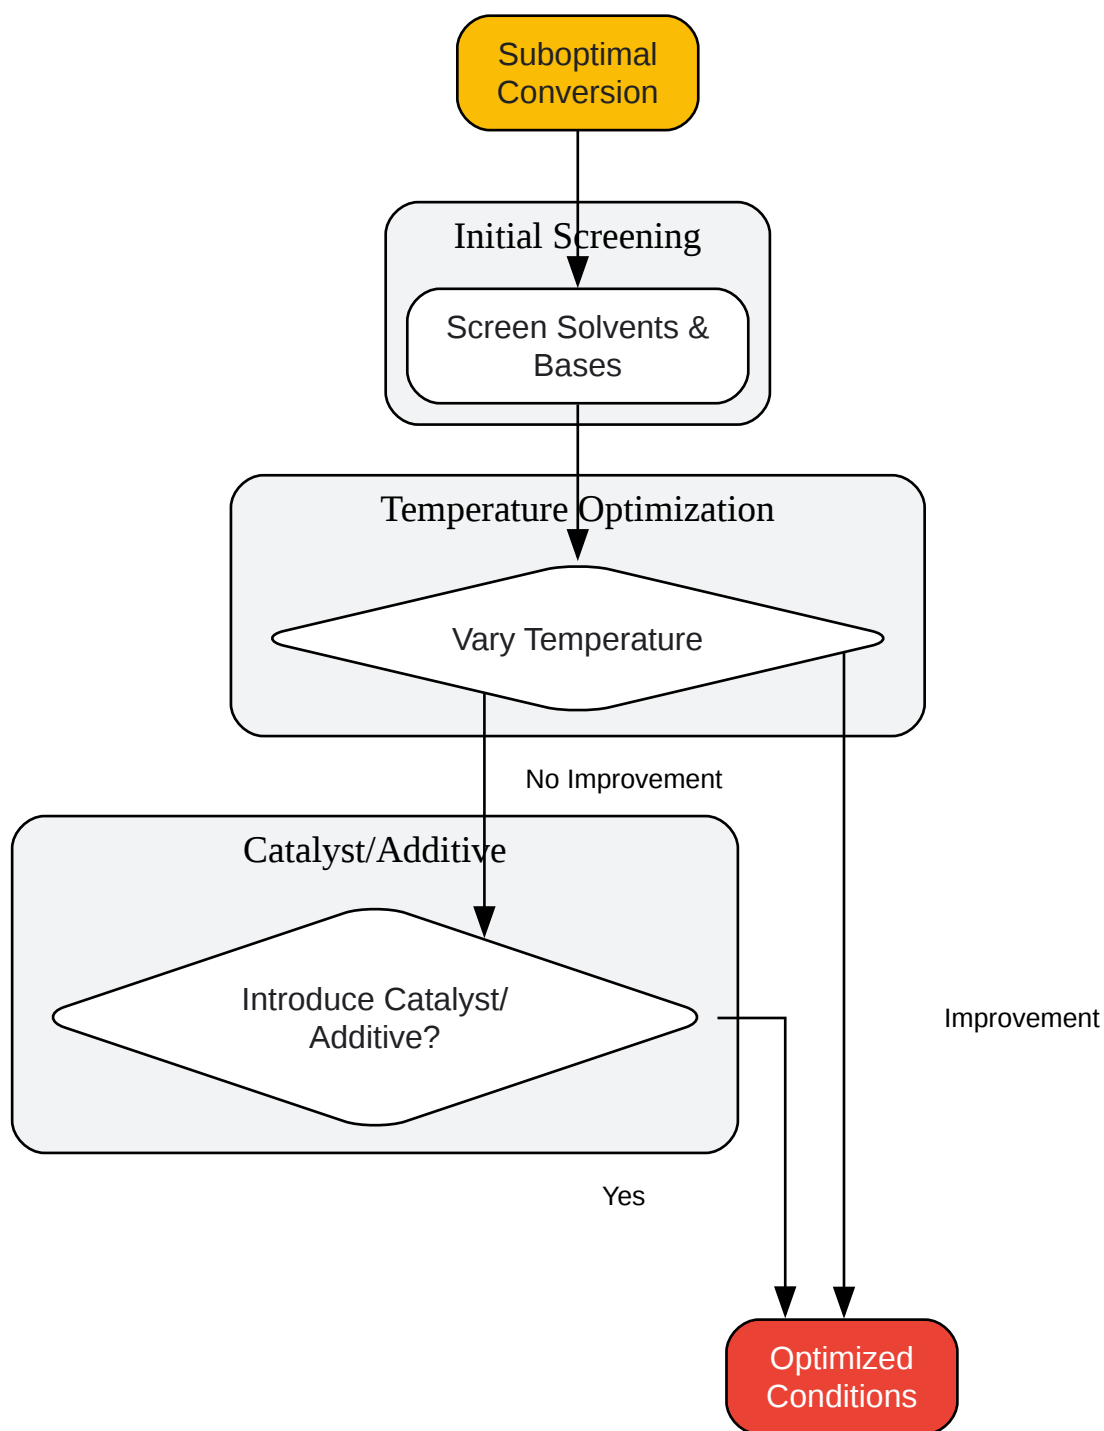 Suboptimal
Conversion
Initial Screening
Screen Solvents &
Bases
Temperature Optimization
Vary Temperature
No Improvement
Catalyst/Additive
Introduce Catalyst/
Additive?
Improvement
Yes
Optimized
Conditions